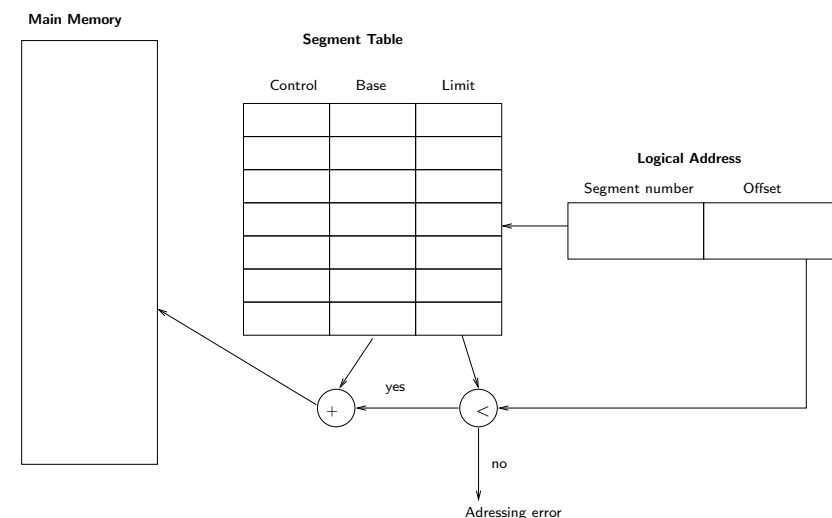 Main Memory
Segment Table
Control Base Limit
Logical Address
Segment number Offset
yes
+ <
no
Adressing error